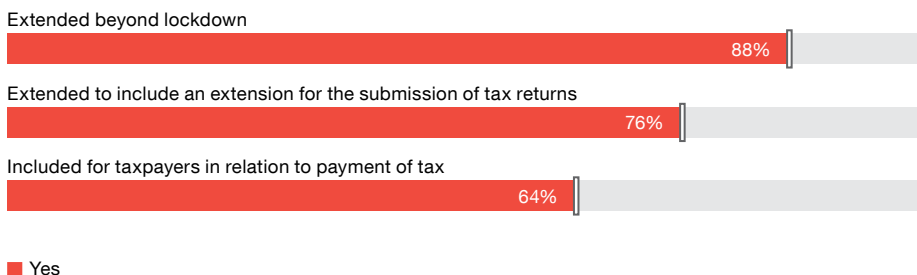 Extended beyond lockdown
88%
Extended to include an extension for the submission of tax returns
76%
Included for taxpayers in relation to payment of tax
64%
Yes